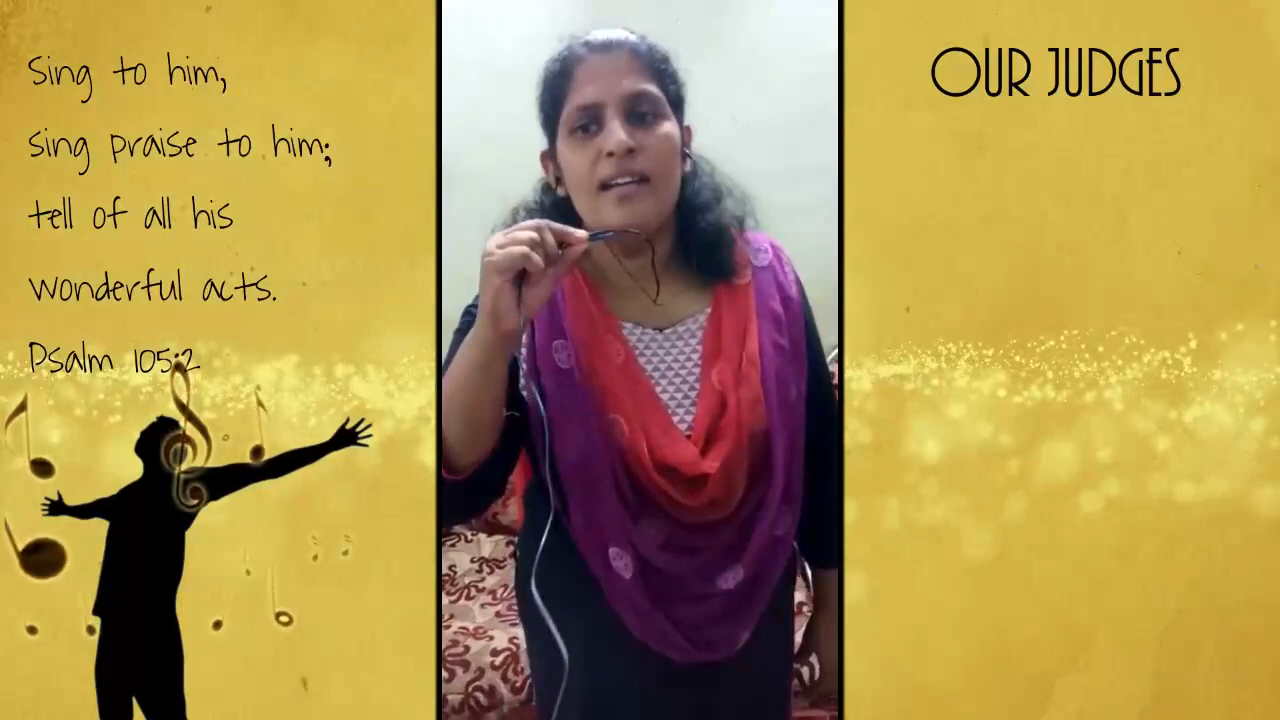 Sing to him,
sing praise to him;
tell of all his
wonderful acts.
Psalm 105:2
OUR JUDGES